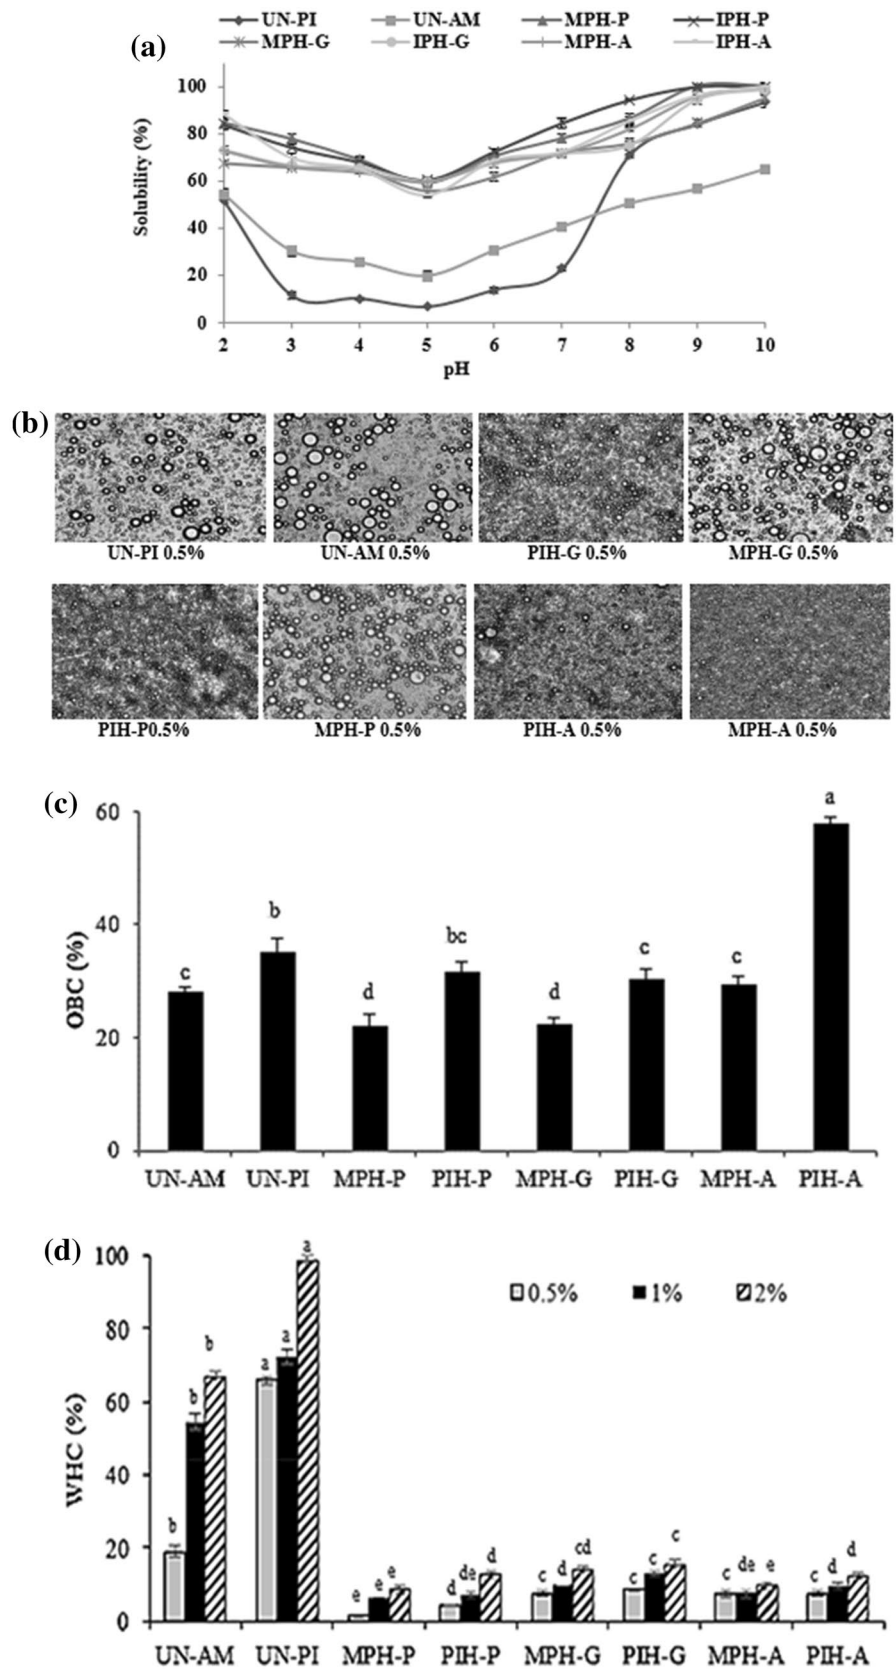 (a)
UN-PI UN-AM MPH-P IPH-P
MPH-G IPH-G MPH-A IPH-A
Solubility (%)
100
80
60
40
20
0
2 3 4 5 6 7 8 9 10
pH
(b)
UN-PI 0.5% UN-AM 0.5% PIH-G 0.5% MPH-G 0.5%
PIH-P0.5% MPH-P 0.5% PIH-A 0.5% MPH-A 0.5%
(c)
OBC (%)
60
40
20
0
c b d bc d c c a
UN-AM UN-PI MPH-P PIH-P MPH-G PIH-G MPH-A PIH-A
(d)
WHC (%)
100
80
60
40
20
0
0.5% 1% 2%
b b b a a a e e e d de d c d cd c c c c de e c d d
UN-AM UN-PI MPH-P PIH-P MPH-G PIH-G MPH-A PIH-A